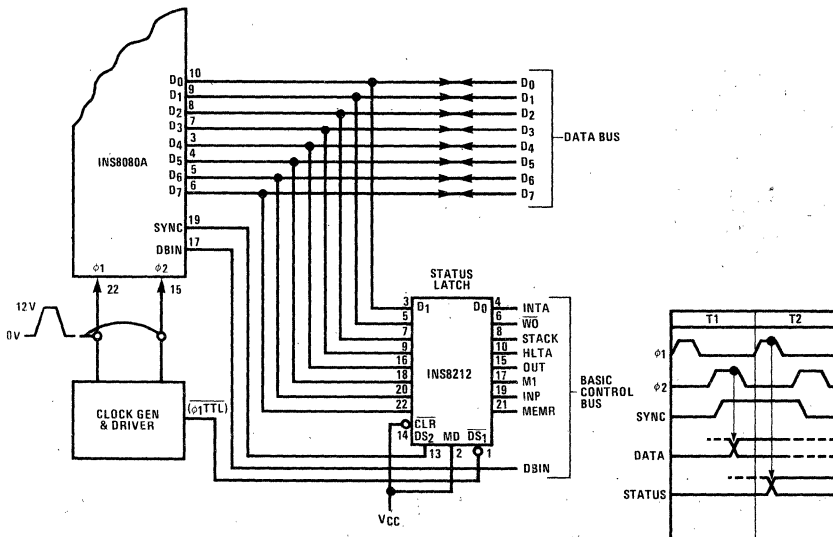 INS8080A
D0 10 D0
D1 9 D1
D2 8 D2
D3 7 D3
D4 3 D4
D5 4 D5
D6 5 D6
D7 6 D7
DATA BUS
SYNC 19
DBIN 17
ϕ1 ϕ2
22 15
12V
0V
CLOCK GEN
& DRIVER
(ϕ1TTL)
STATUS
LATCH
3 D1 D0 4 INTA
5 6 WO
7 8 STACK
9 10 HLTA
16 15 OUT
18 17 M1
20 19 INP
22 21 MEMR
INS8212
CLR
14 DS2 MD DS1
13 2 1
DBIN
VCC
BASIC
CONTROL
BUS
T1 T2
ϕ1
ϕ2
SYNC
DATA
STATUS